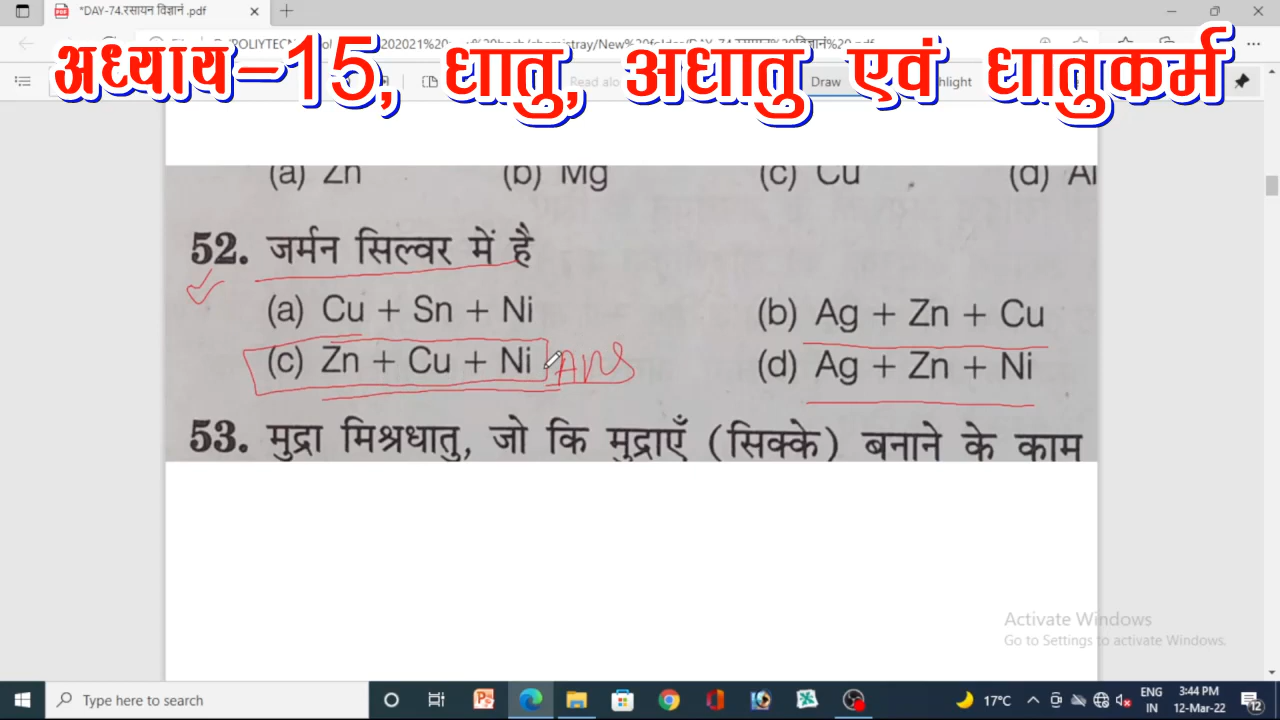 *DAY-74.रसायन विज्ञानं .pdf
अध्याय-15, धातु, अधातु एवं धातुकर्म
Draw
(a) Zn (b) Mg (c) Cu (d) Al
52. जर्मन सिल्वर में है
(a) Cu + Sn + Ni (b) Ag + Zn + Cu
(c) Zn + Cu + Ni Ans (d) Ag + Zn + Ni
53. मुद्रा मिश्रधातु, जो कि मुद्राएँ (सिक्के) बनाने के काम
Activate Windows
Go to Settings to activate Windows.
Type here to search
17°C
ENG
IN
3:44 PM
12-Mar-22
12